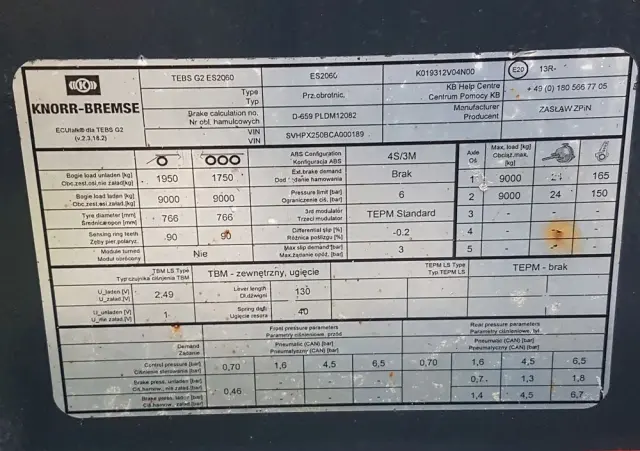 KNORR-BREMSE
ECUtalk® dla TEBS G2
(v.2.3.16.2)
TEBS G2 ES2060 ES2060 K019312V04N00 E20 13R-
Type Prz.obrotnic. KB Help Centre + 49 (0) 180 566 77 05
Typ Centrum Pomocy KB
Brake calculation no. D-659 PLDM12082 Manufacturer ZASŁAW ZPiN
Nr obl. hamulcowych Producent
VIN SVHPX250BCA000189
VIN
ABS Configuration 4S/3M Axle Max. load [kg]
Konfiguracja ABS Oś Obciąż.max. [kg]
Bogie load unladen [kg] 1950 1750 Ext.brake demand Brak 1 9000 24 165
Obc.zest.osi,nie załad[kg] żądanie hamowania
Bogie load laden [kg] 9000 9000 Pressure limit [bar] 6 2 9000 24 150
Obc.zest.osi, załad.[kg] Ograniczenie ciś. [bar]
Tyre diameter [mm] 766 766 3rd modulator TEPM Standard 3 - - -
Średnica opon [mm] Trzeci modulator
Sensing ring teeth 90 90 Differential slip [%] -0.2 4 - -
Zęby pier.polaryz. Różnica poślizgu [%]
Module turned Nie Max slip demand [bar] 3 5 - - -
Moduł obrócony Max.żądanie opóź. [bar]
TBM LS Type TBM - zewnętrzny, ugięcie TEPM LS Type TEPM - brak
Typ czujnika ciśnienia TBM Typ TEPM LS
U_laden [V] 2.49 Lever length 130 - -
U_załad. [V] Dł.dźwigni
U_unladen [V] 1 Spring defl. 40 - -
U_nie zał.[V] Ugięcie resora
Front pressure parameters Rear pressure parameters
Parametry ciśnieniowe, przód Parametry ciśnieniowe, tył
Demand Pneumatic (CAN) [bar] Pneumatic (CAN) [bar]
Żądanie Pneumatyczny (CAN) [bar] Pneumatyczny (CAN) [bar]
Control pressure [bar] 0,70 1,6 4,5 6,5 0,70 1,6 4,5 6,5
Ciśnienie sterowania [bar]
Brake press. unladen [bar] 0,46 - - - 0,7 1,3 1,8
Ciś.hamow., nie załad.[bar]
Brake press. laden [bar] - - - 1,4 4,5 6,7
Ciś.hamow., załad.[bar]